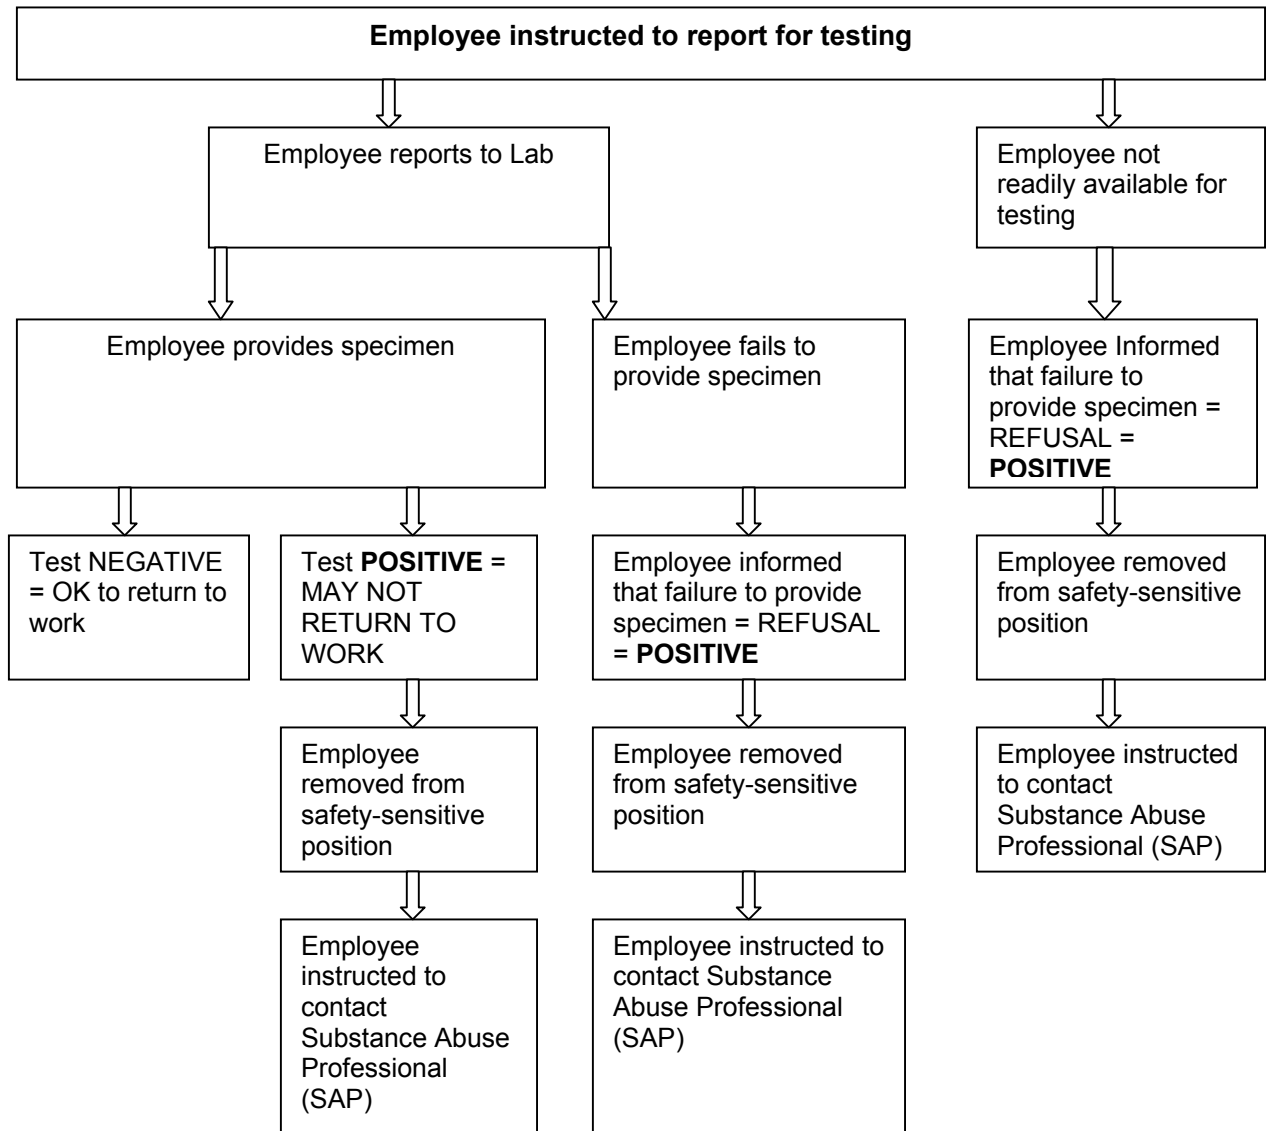 Employee instructed to report for testing
Employee reports to Lab
Employee not
readily available for
testing
Employee provides specimen
Employee fails to
provide specimen
Employee Informed
that failure to
provide specimen =
REFUSAL =
POSITIVE
Test NEGATIVE
= OK to return to
work
Test POSITIVE =
MAY NOT
RETURN TO
WORK
Employee informed
that failure to provide
specimen = REFUSAL
= POSITIVE
Employee removed
from safety-sensitive
position
Employee
removed from
safety-sensitive
position
Employee removed
from safety-sensitive
position
Employee instructed
to contact
Substance Abuse
Professional (SAP)
Employee
instructed to
contact
Substance Abuse
Professional
(SAP)
Employee instructed to
contact Substance
Abuse Professional
(SAP)